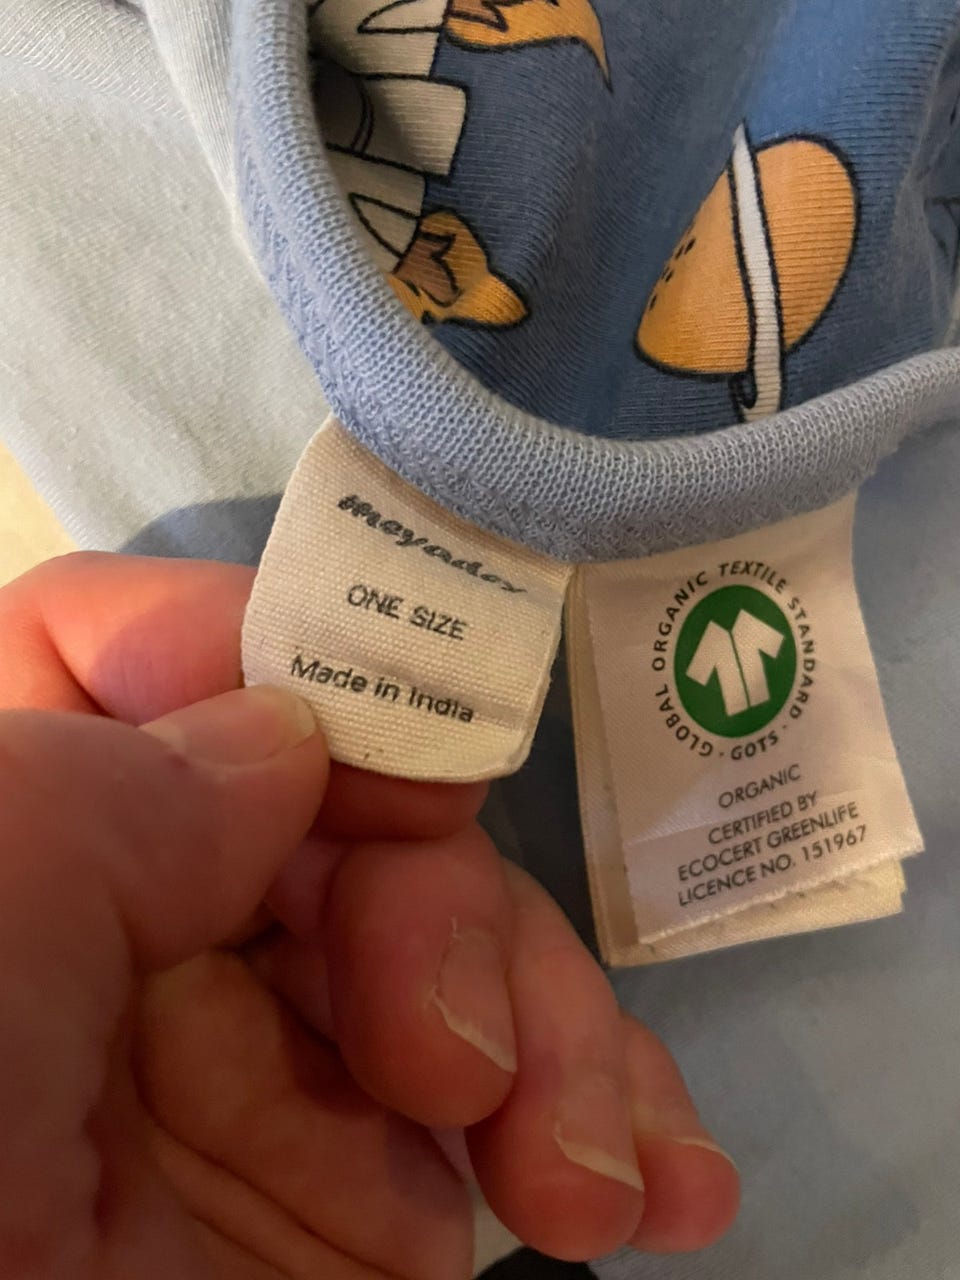 meyadey
ONE SIZE
Made in India
GLOBAL ORGANIC TEXTILE STANDARD · GOTS ·
ORGANIC
CERTIFIED BY
ECOCERT GREENLIFE
LICENCE NO. 151967